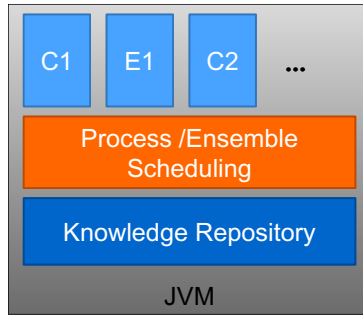 C1 E1 C2 ...
Process /Ensemble
Scheduling
Knowledge Repository
JVM